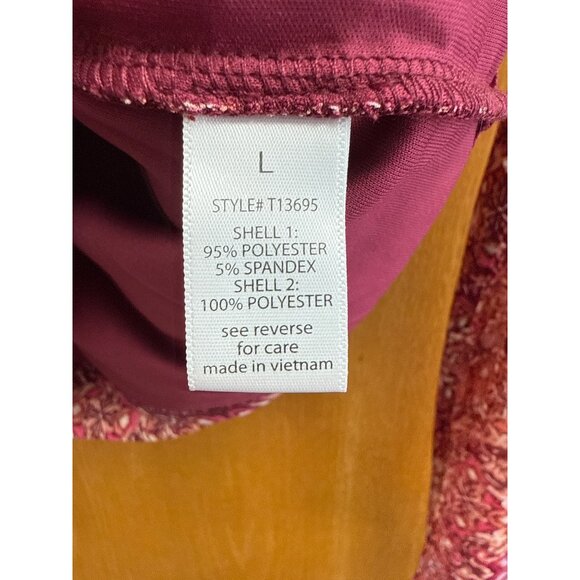 L
STYLE# T13695
SHELL 1:
95% POLYESTER
5% SPANDEX
SHELL 2:
100% POLYESTER
see reverse
for care
made in vietnam